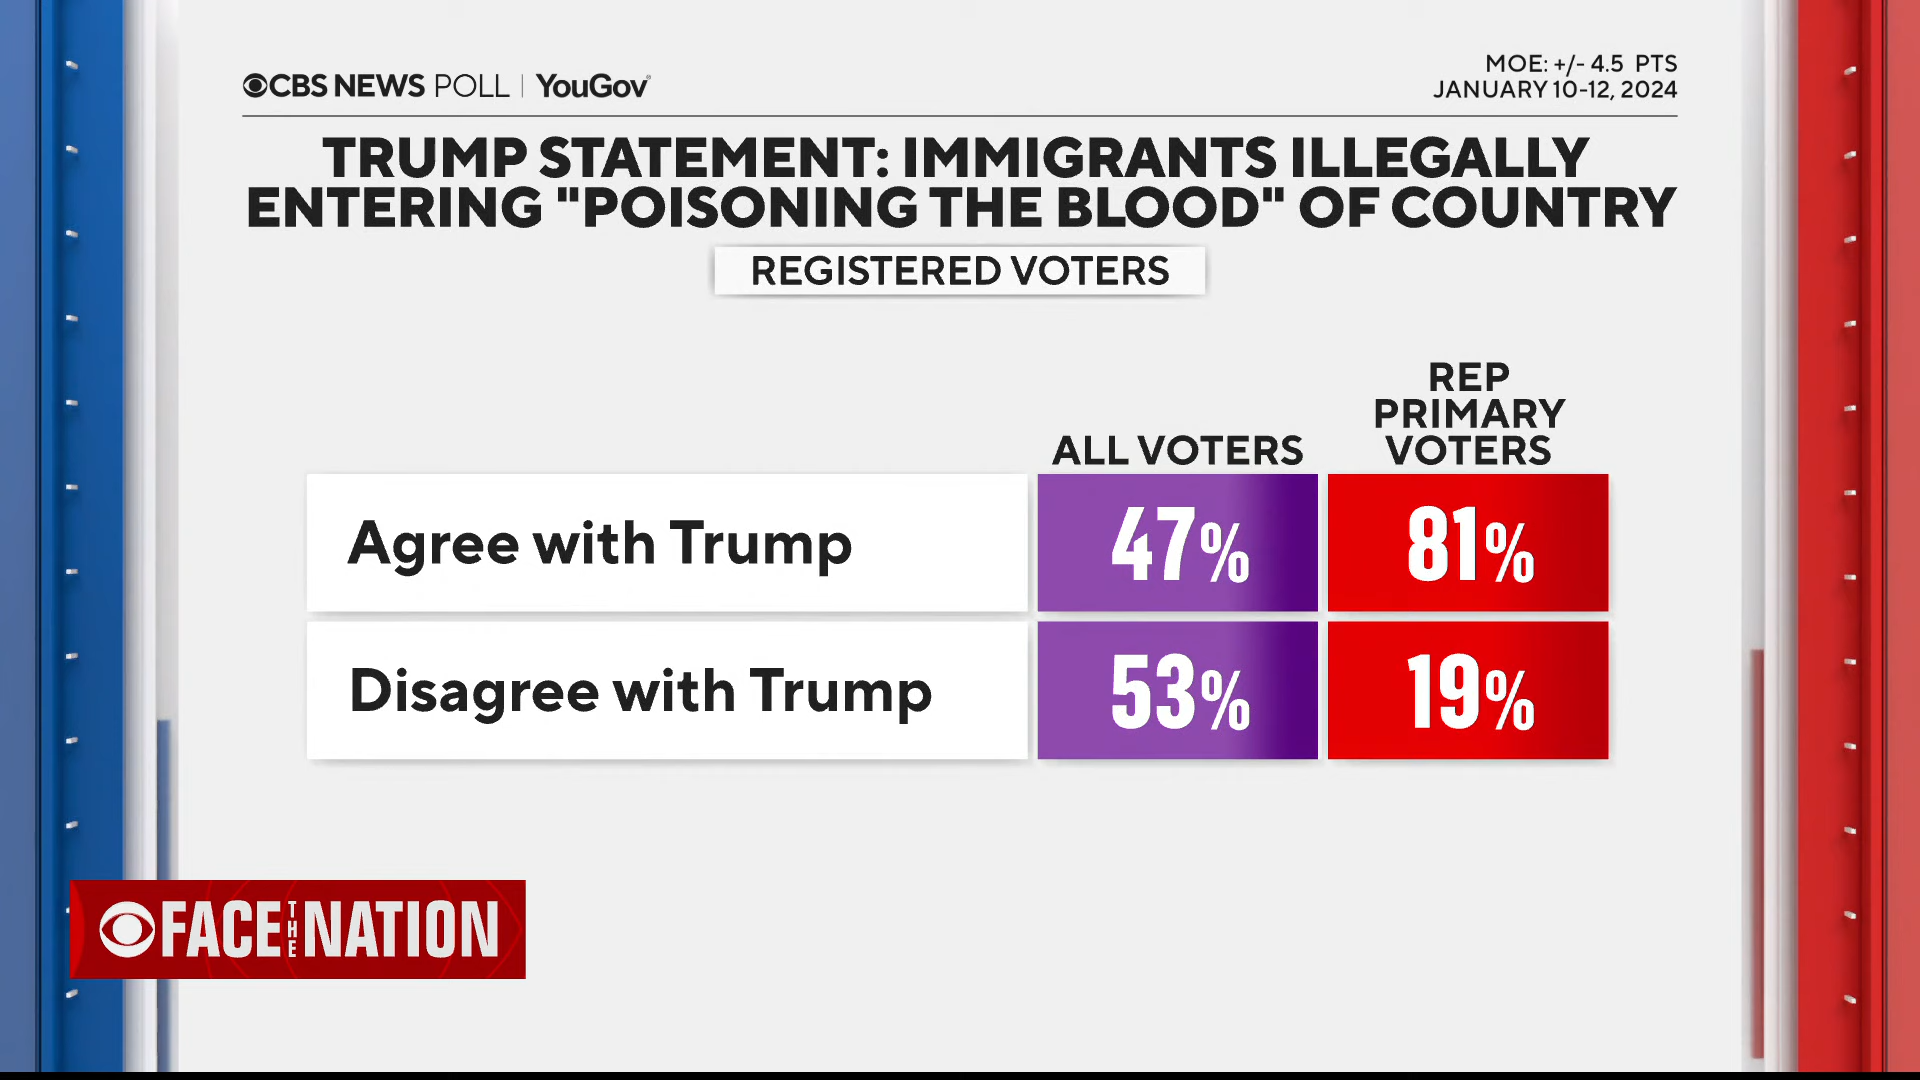 CBS NEWS POLL | YouGov
MOE: +/- 4.5 PTS
JANUARY 10-12, 2024
TRUMP STATEMENT: IMMIGRANTS ILLEGALLY
ENTERING "POISONING THE BLOOD" OF COUNTRY
REGISTERED VOTERS
ALL VOTERS
REP
PRIMARY
VOTERS
Agree with Trump 47% 81%
Disagree with Trump 53% 19%
FACE THE NATION